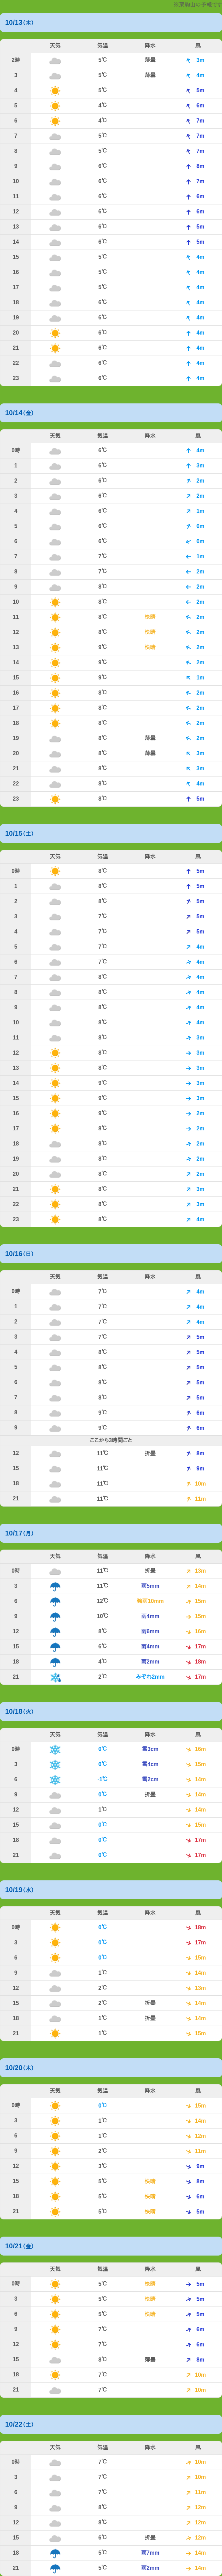 大東鞍山の予報です
10/13(木)
天気 気温 降水 風
2時 5℃ 薄曇 3m
3 5℃ 薄曇 4m
4 5℃ 5m
5 4℃ 6m
6 4℃ 7m
7 5℃ 7m
8 5℃ 7m
9 6℃ 8m
10 6℃ 7m
11 6℃ 6m
12 6℃ 6m
13 6℃ 5m
14 6℃ 5m
15 5℃ 4m
16 5℃ 4m
17 5℃ 4m
18 6℃ 4m
19 6℃ 4m
20 6℃ 4m
21 6℃ 4m
22 6℃ 4m
23 6℃ 4m
10/14(金)
天気 気温 降水 風
0時 6℃ 4m
1 6℃ 3m
2 6℃ 2m
3 6℃ 2m
4 6℃ 1m
5 6℃ 0m
6 6℃ 0m
7 7℃ 1m
8 7℃ 2m
9 8℃ 2m
10 8℃ 2m
11 8℃ 快晴 2m
12 8℃ 快晴 2m
13 9℃ 快晴 2m
14 9℃ 2m
15 9℃ 1m
16 8℃ 2m
17 8℃ 2m
18 8℃ 2m
19 8℃ 薄曇 2m
20 8℃ 薄曇 3m
21 8℃ 3m
22 8℃ 4m
23 8℃ 5m
10/15(土)
天気 気温 降水 風
0時 8℃ 5m
1 8℃ 5m
2 8℃ 5m
3 7℃ 5m
4 7℃ 5m
5 7℃ 4m
6 7℃ 4m
7 8℃ 4m
8 8℃ 4m
9 8℃ 4m
10 8℃ 4m
11 8℃ 3m
12 8℃ 3m
13 8℃ 3m
14 9℃ 3m
15 9℃ 3m
16 9℃ 2m
17 8℃ 2m
18 8℃ 2m
19 8℃ 2m
20 8℃ 2m
21 8℃ 3m
22 8℃ 3m
23 8℃ 4m
10/16(日)
天気 気温 降水 風
0時 7℃ 4m
1 7℃ 4m
2 7℃ 4m
3 7℃ 5m
4 8℃ 5m
5 8℃ 5m
6 8℃ 5m
7 8℃ 5m
8 9℃ 6m
9 9℃ 6m
ここから3時間ごと
12 11℃ 折曇 8m
15 11℃ 9m
18 11℃ 10m
21 11℃ 11m
10/17(月)
天気 気温 降水 風
0時 11℃ 折曇 13m
3 11℃ 雨5mm 14m
6 12℃ 強雨10mm 15m
9 10℃ 雨4mm 15m
12 8℃ 雨6mm 16m
15 6℃ 雨4mm 17m
18 4℃ 雨2mm 18m
21 2℃ みぞれ2mm 17m
10/18(火)
天気 気温 降水 風
0時 0℃ 雪3cm 16m
3 0℃ 雪4cm 15m
6 -1℃ 雪2cm 14m
9 0℃ 折曇 14m
12 1℃ 14m
15 0℃ 15m
18 0℃ 17m
21 0℃ 17m
10/19(水)
天気 気温 降水 風
0時 0℃ 18m
3 0℃ 17m
6 0℃ 15m
9 1℃ 14m
12 2℃ 13m
15 2℃ 折曇 14m
18 1℃ 折曇 14m
21 1℃ 15m
10/20(木)
天気 気温 降水 風
0時 0℃ 15m
3 1℃ 14m
6 1℃ 12m
9 2℃ 11m
12 3℃ 9m
15 5℃ 快晴 8m
18 5℃ 快晴 6m
21 5℃ 快晴 5m
10/21(金)
天気 気温 降水 風
0時 5℃ 快晴 5m
3 5℃ 快晴 5m
6 5℃ 快晴 5m
9 7℃ 6m
12 7℃ 6m
15 8℃ 薄曇 8m
18 7℃ 10m
21 7℃ 10m
10/22(土)
天気 気温 降水 風
0時 7℃ 10m
3 7℃ 10m
6 7℃ 11m
9 8℃ 12m
12 8℃ 12m
15 6℃ 折曇 12m
18 5℃ 雨7mm 14m
21 5℃ 雨2mm 14m